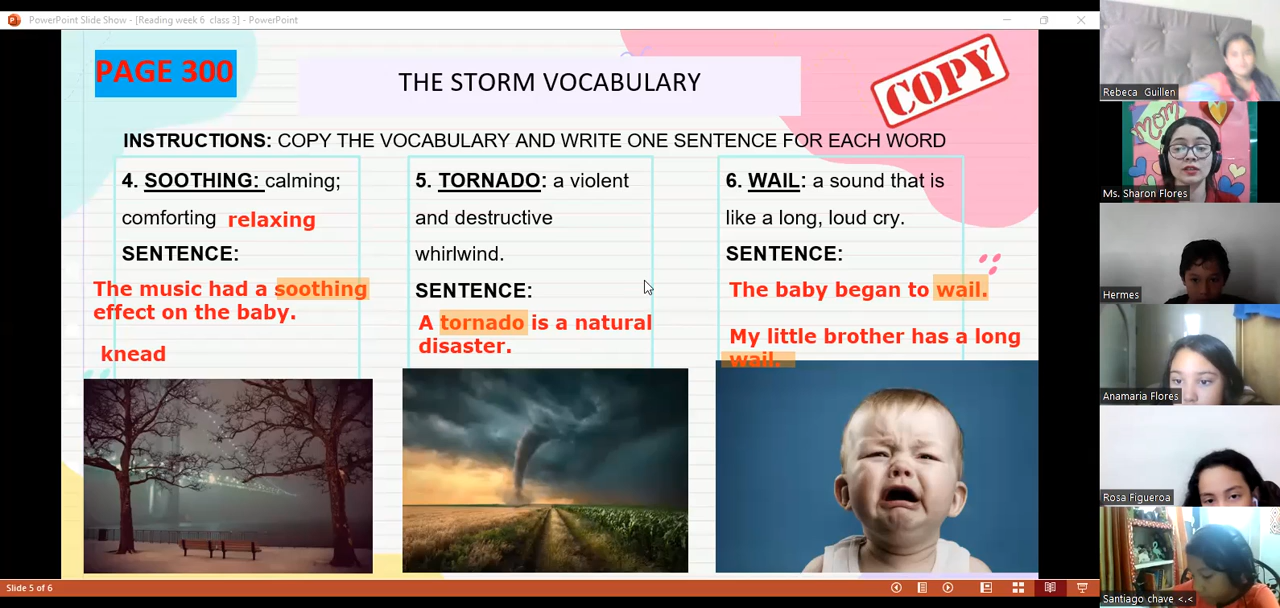 PowerPoint Slide Show - [Reading week 6 class 3] - PowerPoint
PAGE 300
THE STORM VOCABULARY
COPY
INSTRUCTIONS: COPY THE VOCABULARY AND WRITE ONE SENTENCE FOR EACH WORD
4. SOOTHING: calming;
comforting relaxing
SENTENCE:
The music had a soothing
effect on the baby.
knead
5. TORNADO: a violent
and destructive
whirlwind.
SENTENCE:
A tornado is a natural
disaster.
6. WAIL: a sound that is
like a long, loud cry.
SENTENCE:
The baby began to wail.
My little brother has a long
wail.
Slide 5 of 6
Rebeca Guillen
mom
Ms. Sharon Flores
Hermes
Anamaria Flores
Rosa Figueroa
Santiago chave <.<